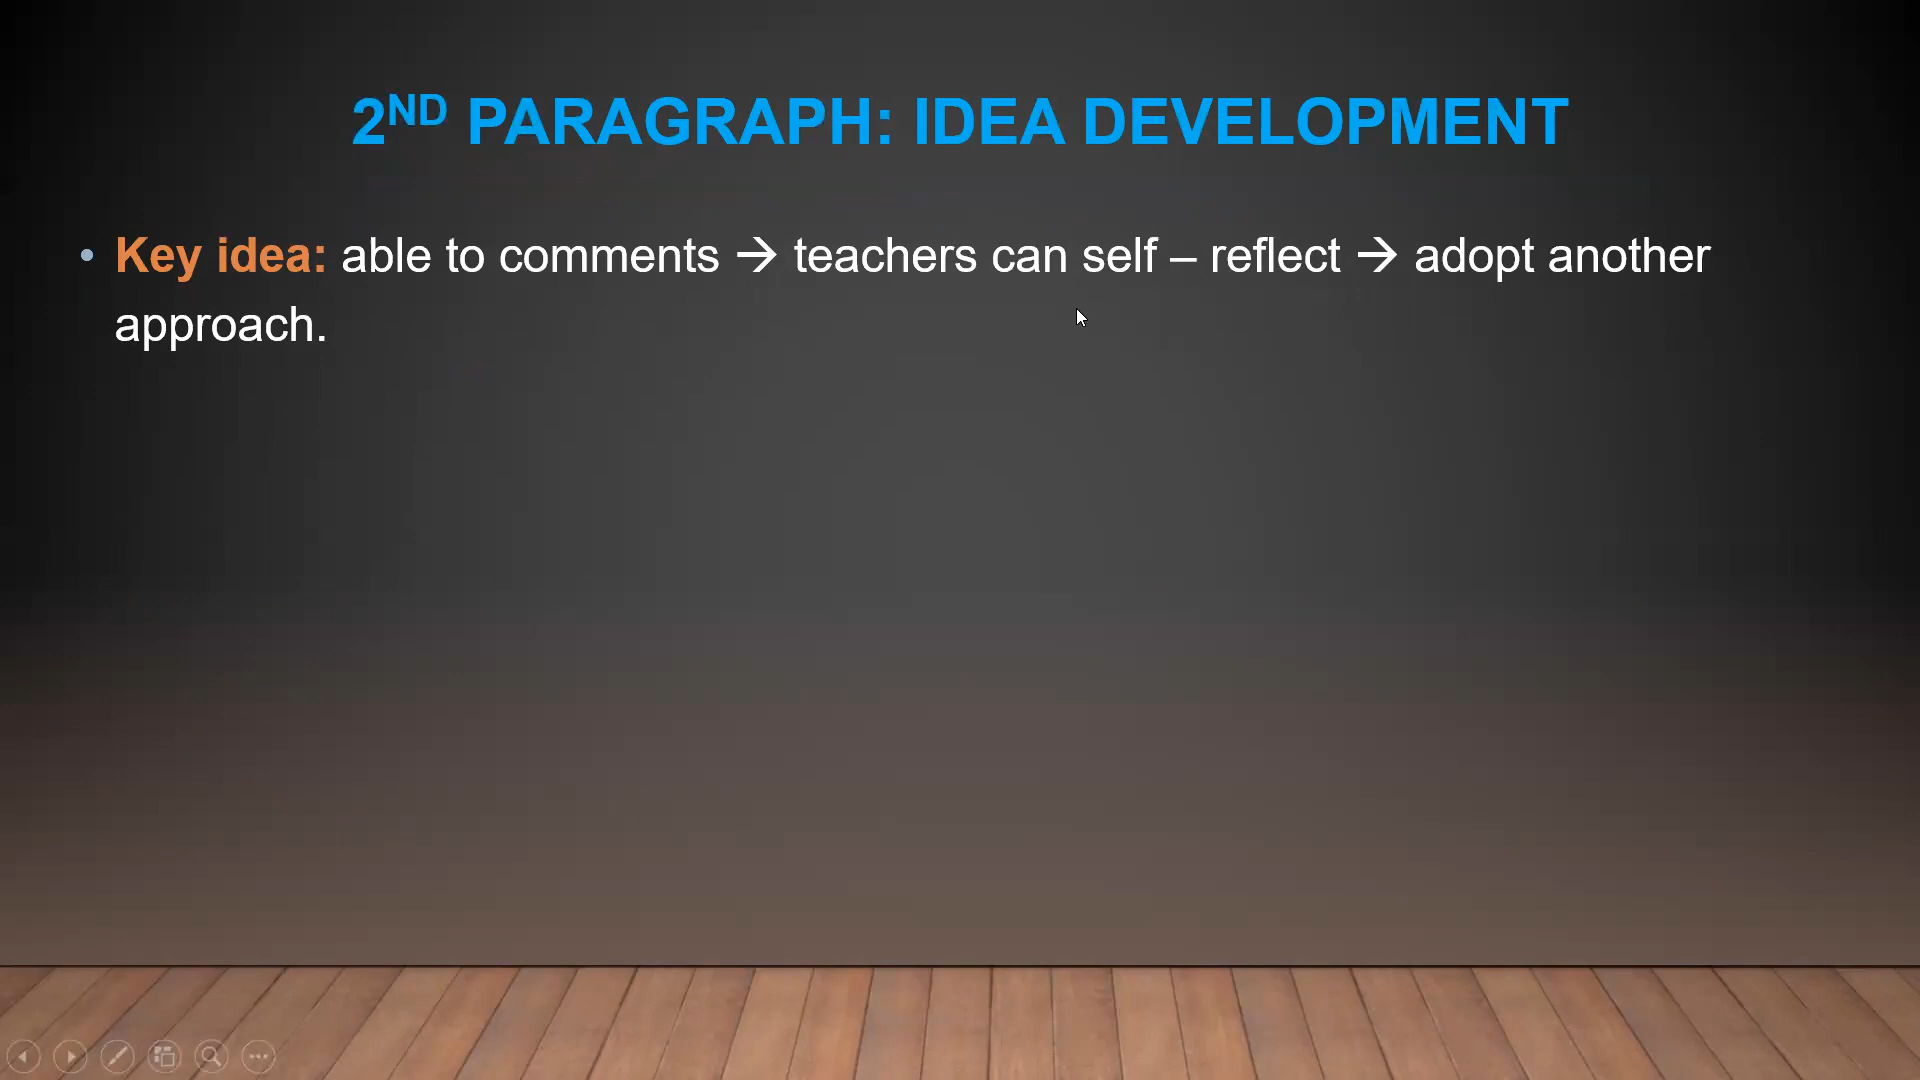 2ND PARAGRAPH: IDEA DEVELOPMENT
• Key idea: able to comments → teachers can self – reflect → adopt another
approach.